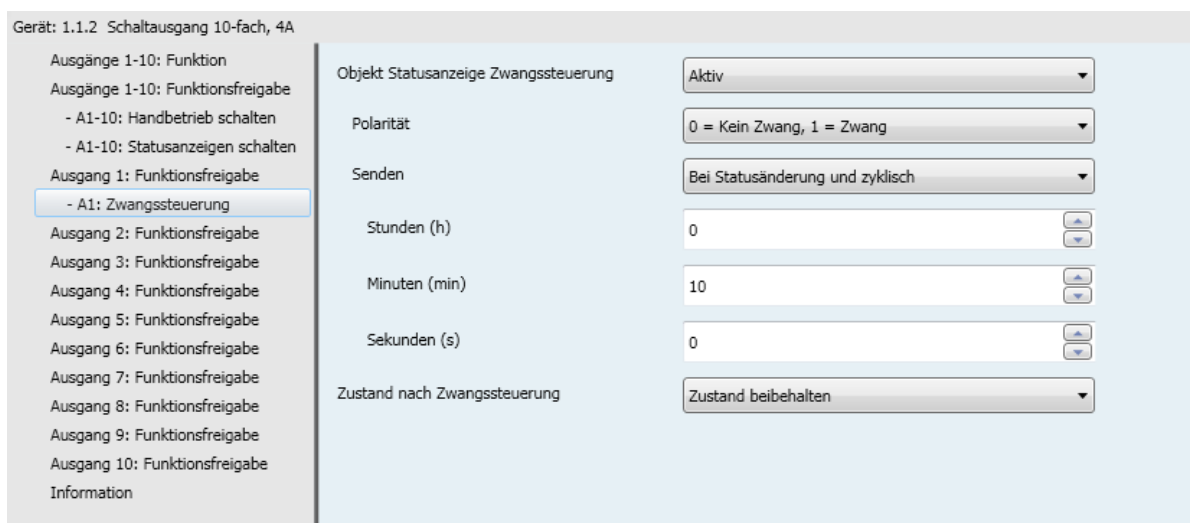 Gerät: 1.1.2 Schaltausgang 10-fach, 4A
Ausgänge 1-10: Funktion
Ausgänge 1-10: Funktionsfreigabe
- A1-10: Handbetrieb schalten
- A1-10: Statusanzeigen schalten
Ausgang 1: Funktionsfreigabe
- A1: Zwangssteuerung
Ausgang 2: Funktionsfreigabe
Ausgang 3: Funktionsfreigabe
Ausgang 4: Funktionsfreigabe
Ausgang 5: Funktionsfreigabe
Ausgang 6: Funktionsfreigabe
Ausgang 7: Funktionsfreigabe
Ausgang 8: Funktionsfreigabe
Ausgang 9: Funktionsfreigabe
Ausgang 10: Funktionsfreigabe
Information
Objekt Statusanzeige Zwangssteuerung Aktiv
Polarität 0 = Kein Zwang, 1 = Zwang
Senden Bei Statusänderung und zyklisch
Stunden (h) 0
Minuten (min) 10
Sekunden (s) 0
Zustand nach Zwangssteuerung Zustand beibehalten